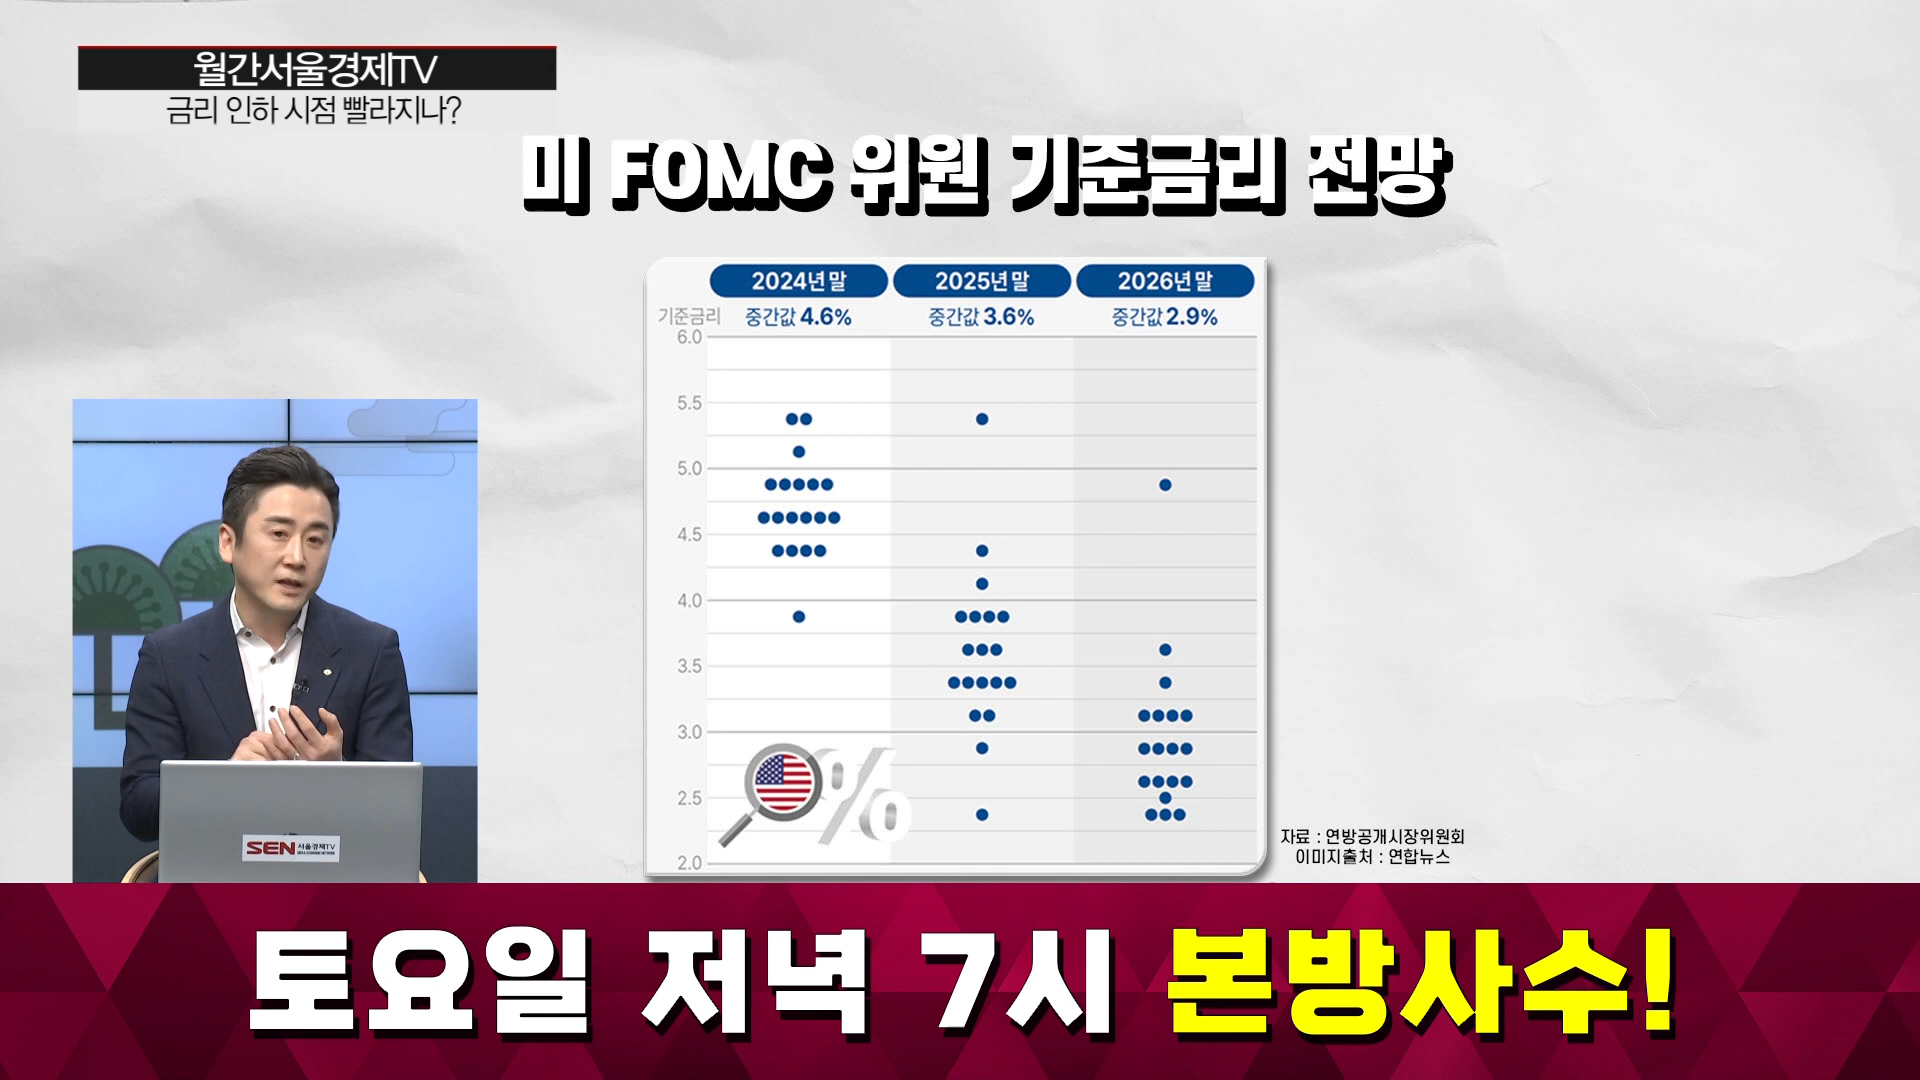 월간서울경제TV
금리 인하 시점 빨라지나?
미 FOMC 위원 기준금리 전망
2024년 말
2025년 말
2026년 말
기준금리
중간값 4.6%
중간값 3.6%
중간값 2.9%
6.0
5.5
5.0
4.5
4.0
3.5
3.0
2.5
2.0
%
SEN 서울경제TV
자료 : 연방공개시장위원회
이미지출처 : 연합뉴스
토요일 저녁 7시 본방사수!